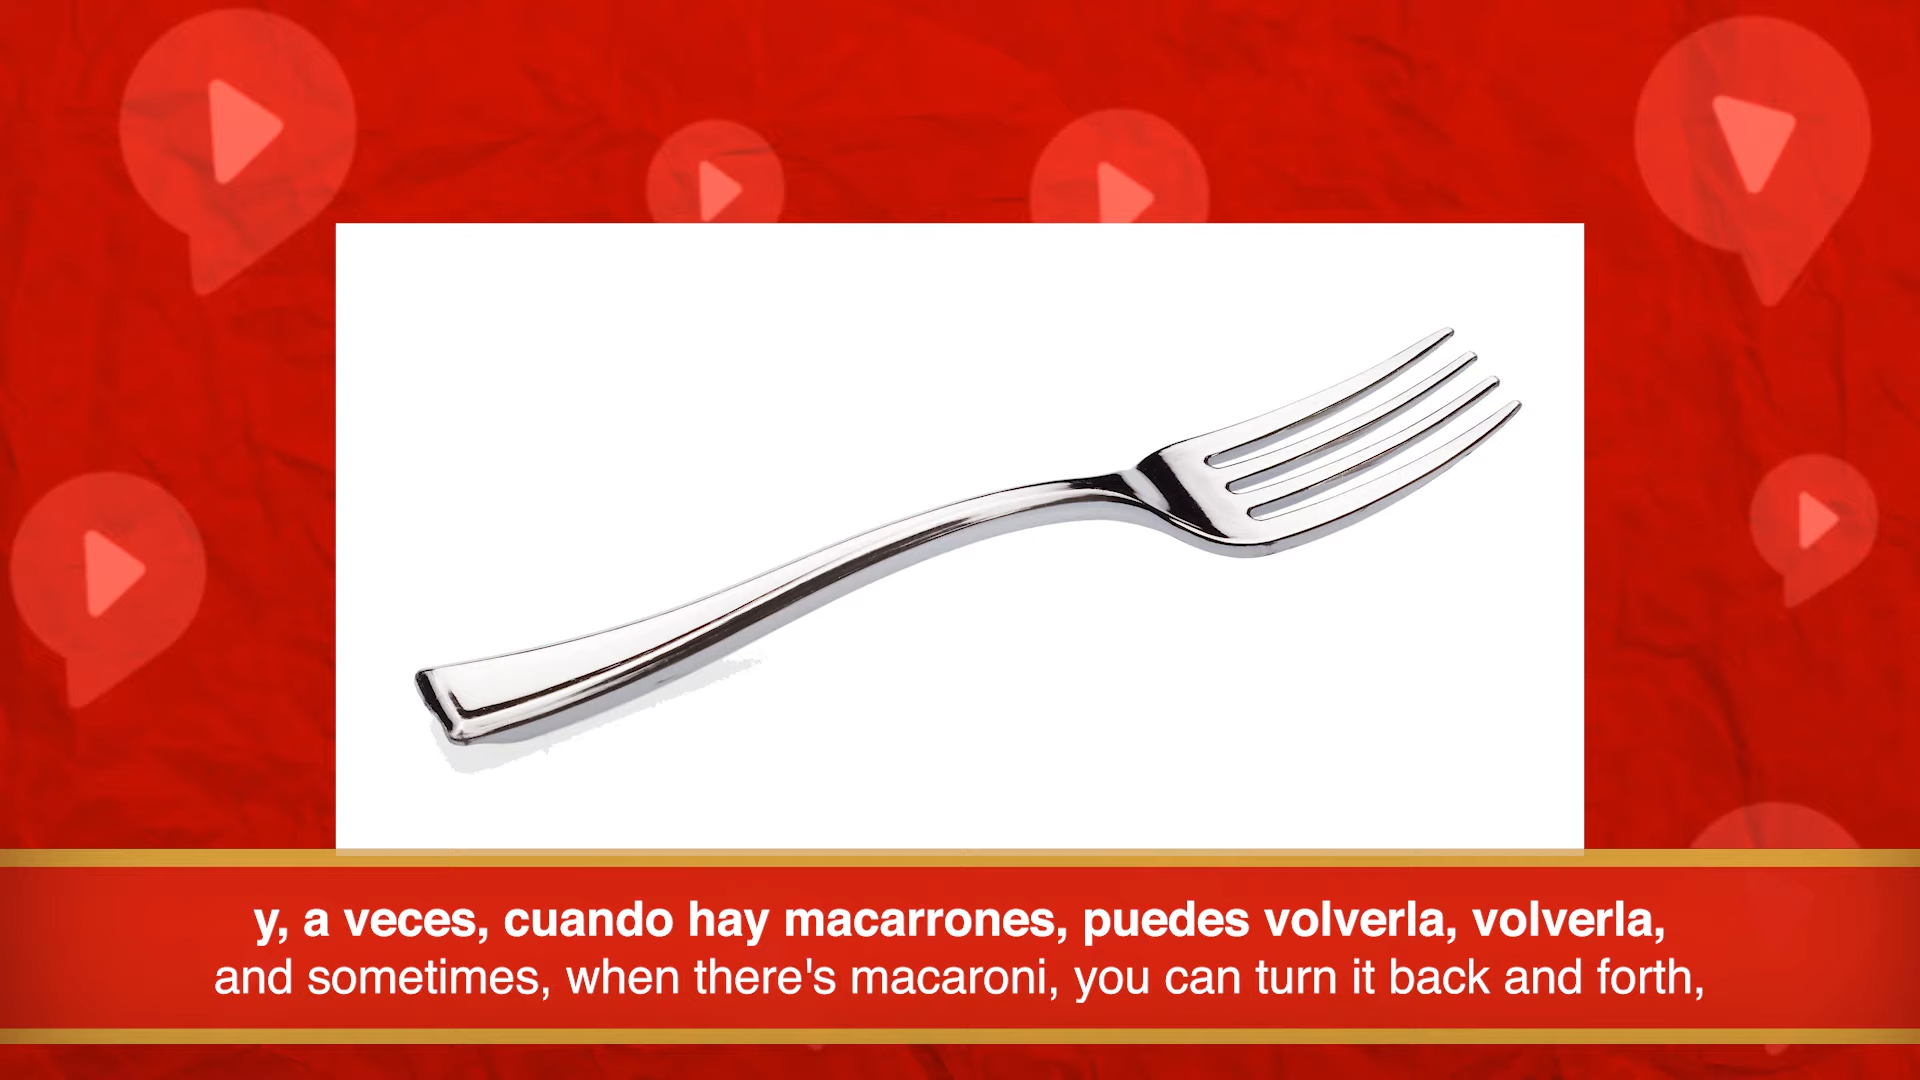 y, a veces, cuando hay macarrones, puedes volverla, volverla,
and sometimes, when there's macaroni, you can turn it back and forth,